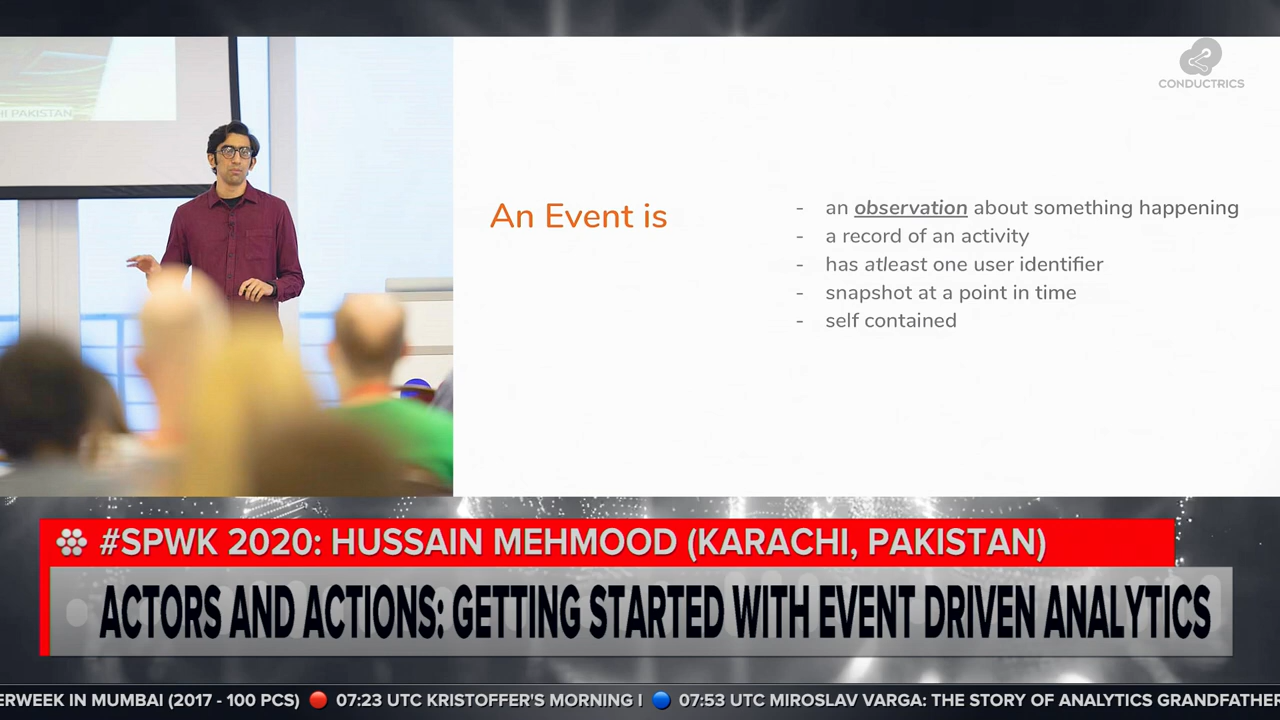 HI PAKISTAN
CONDUCTRICS
An Event is
- an observation about something happening
- a record of an activity
- has atleast one user identifier
- snapshot at a point in time
- self contained
#SPWK 2020: HUSSAIN MEHMOOD (KARACHI, PAKISTAN)
ACTORS AND ACTIONS: GETTING STARTED WITH EVENT DRIVEN ANALYTICS
ERWEEK IN MUMBAI (2017 - 100 PCS) 07:23 UTC KRISTOFFER'S MORNING I 07:53 UTC MIROSLAV VARGA: THE STORY OF ANALYTICS GRANDFATHER